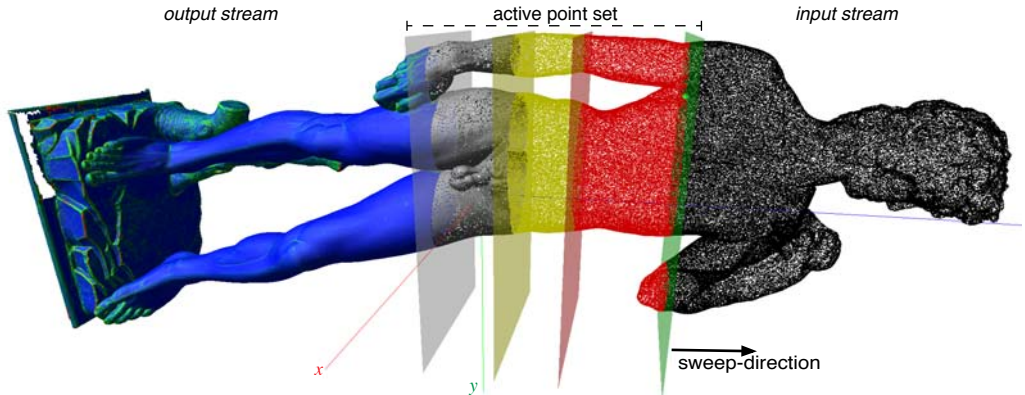 output stream
active point set
input stream
sweep-direction
x
y